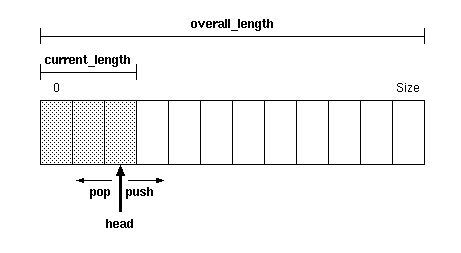 overall_length
current_length
0
Size
pop
push
head